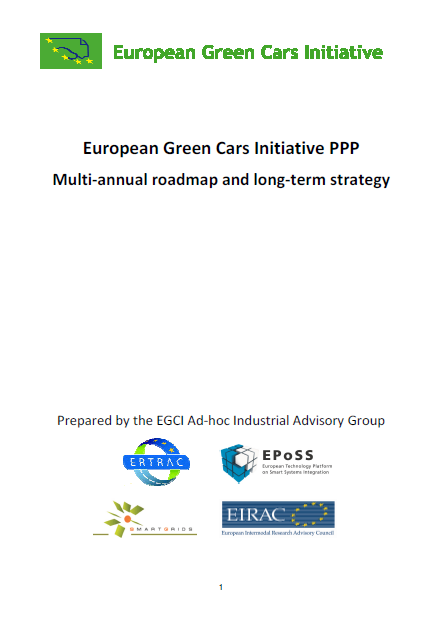 European Green Cars Initiative
European Green Cars Initiative PPP
Multi-annual roadmap and long-term strategy
Prepared by the EGCI Ad-hoc Industrial Advisory Group
ERTRAC
EPoSS
European Technology Platform
on Smart Systems Integration
SMARTGRIDS
EIRAC
European Intermodal Research Advisory Council
1